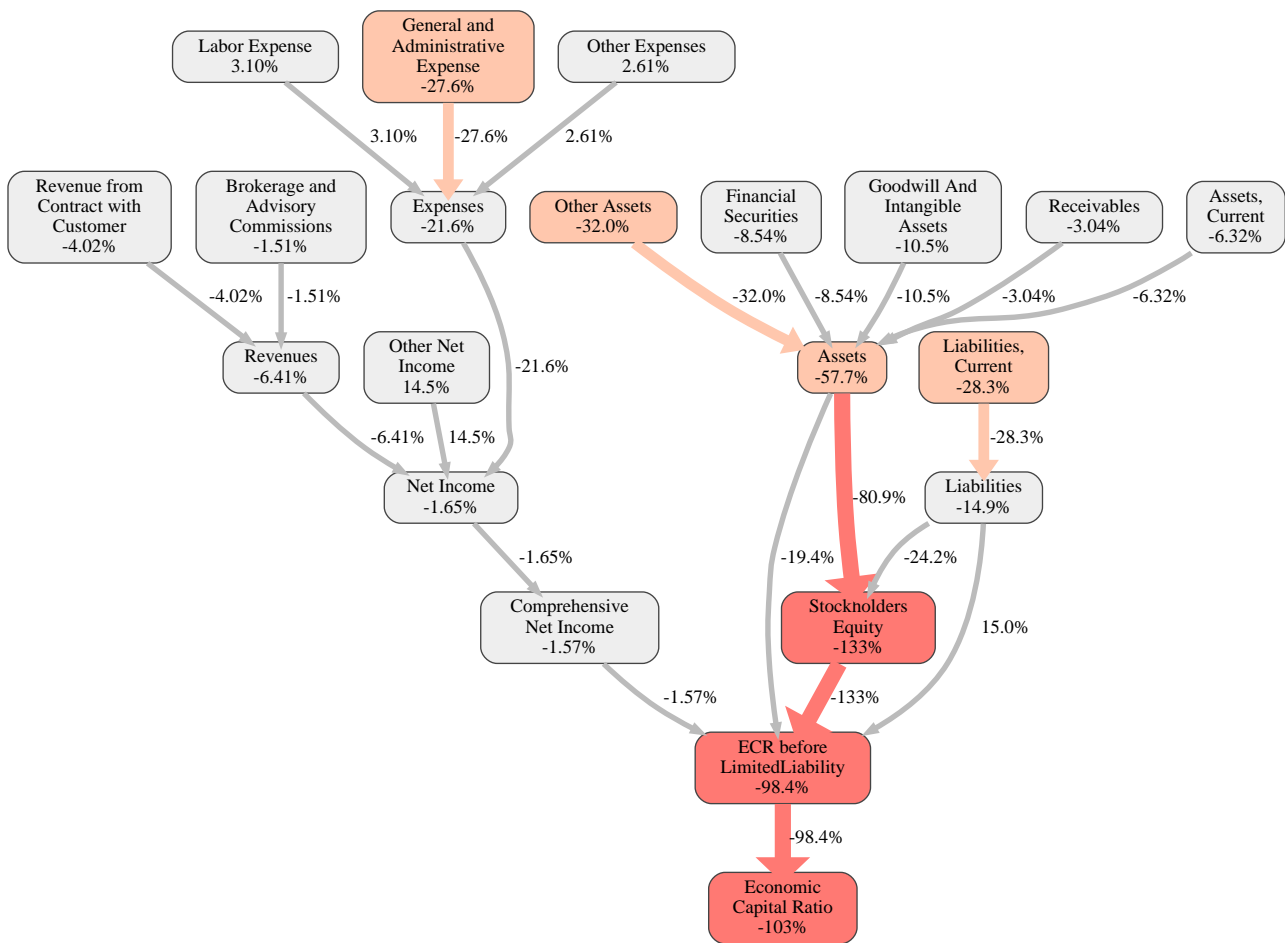 Labor Expense
3.10%
General and
Administrative
Expense
-27.6%
Other Expenses
2.61%
3.10%
-27.6%
2.61%
Revenue from
Contract with
Customer
-4.02%
Brokerage and
Advisory
Commissions
-1.51%
Expenses
-21.6%
Other Assets
-32.0%
Financial
Securities
-8.54%
Goodwill And
Intangible
Assets
-10.5%
Receivables
-3.04%
Assets,
Current
-6.32%
-4.02%
-1.51%
-32.0%
-8.54%
-10.5%
-3.04%
-6.32%
Revenues
-6.41%
Other Net
Income
14.5%
-21.6%
Assets
-57.7%
Liabilities,
Current
-28.3%
-6.41%
14.5%
-28.3%
Net Income
-1.65%
-80.9%
Liabilities
-14.9%
-1.65%
-19.4%
-24.2%
Comprehensive
Net Income
-1.57%
Stockholders
Equity
-133%
15.0%
-1.57%
-133%
ECR before
LimitedLiability
-98.4%
-98.4%
Economic
Capital Ratio
-103%